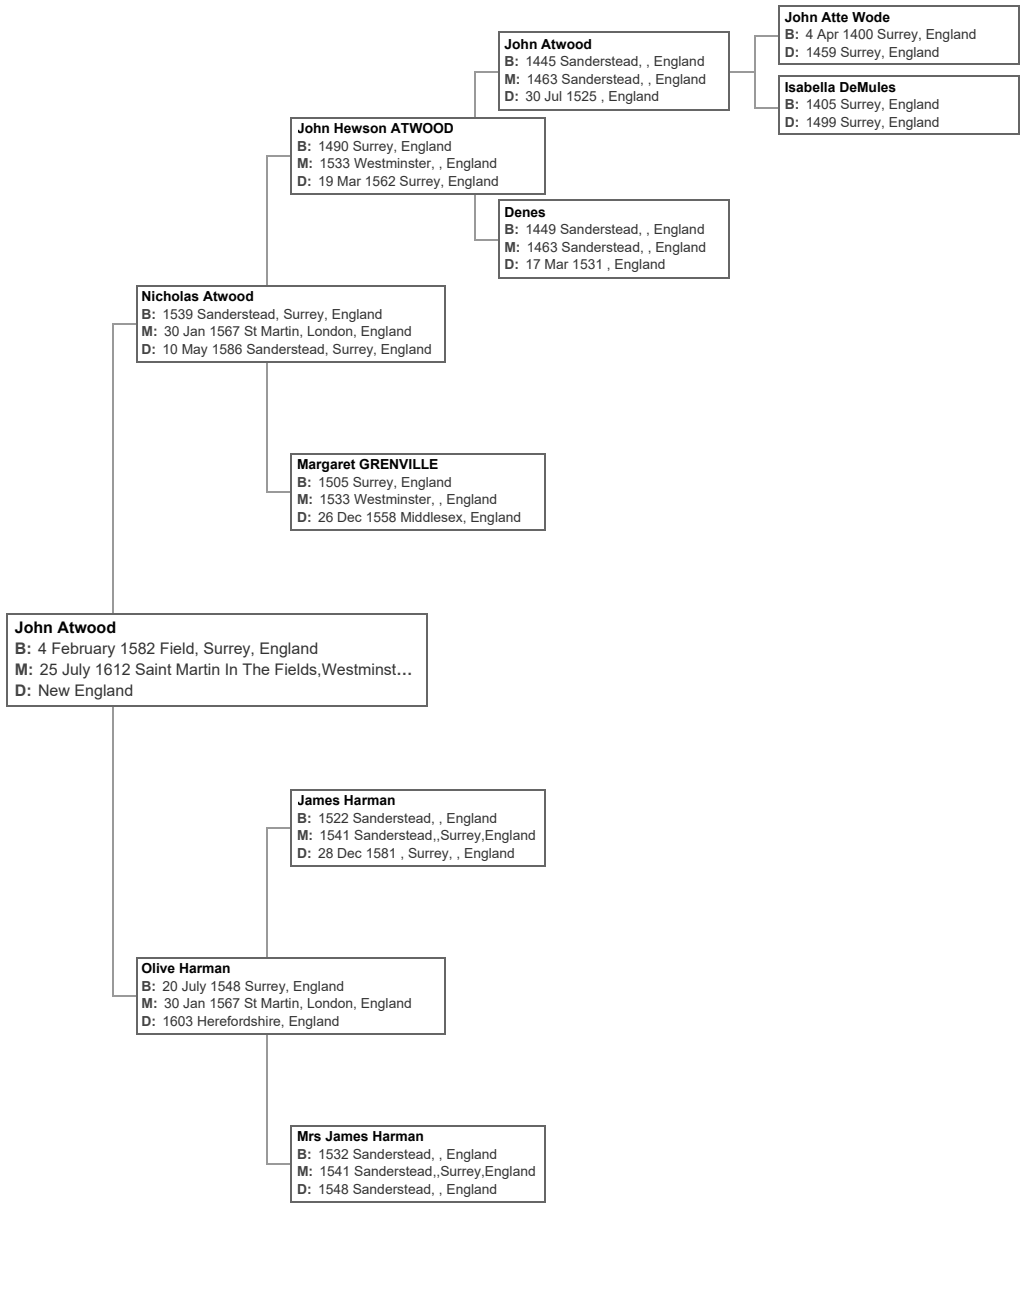 John Atte Wode
B: 4 Apr 1400 Surrey, England
D: 1459 Surrey, England
John Atwood
B: 1445 Sanderstead, , England
M: 1463 Sanderstead, , England
D: 30 Jul 1525 , England
Isabella DeMules
B: 1405 Surrey, England
D: 1499 Surrey, England
John Hewson ATWOOD
B: 1490 Surrey, England
M: 1533 Westminster, , England
D: 19 Mar 1562 Surrey, England
Denes
B: 1449 Sanderstead, , England
M: 1463 Sanderstead, , England
D: 17 Mar 1531 , England
Nicholas Atwood
B: 1539 Sanderstead, Surrey, England
M: 30 Jan 1567 St Martin, London, England
D: 10 May 1586 Sanderstead, Surrey, England
Margaret GRENVILLE
B: 1505 Surrey, England
M: 1533 Westminster, , England
D: 26 Dec 1558 Middlesex, England
John Atwood
B: 4 February 1582 Field, Surrey, England
M: 25 July 1612 Saint Martin In The Fields,Westminst...
D: New England
James Harman
B: 1522 Sanderstead, , England
M: 1541 Sanderstead,,Surrey,England
D: 28 Dec 1581 , Surrey, , England
Olive Harman
B: 20 July 1548 Surrey, England
M: 30 Jan 1567 St Martin, London, England
D: 1603 Herefordshire, England
Mrs James Harman
B: 1532 Sanderstead, , England
M: 1541 Sanderstead,,Surrey,England
D: 1548 Sanderstead, , England